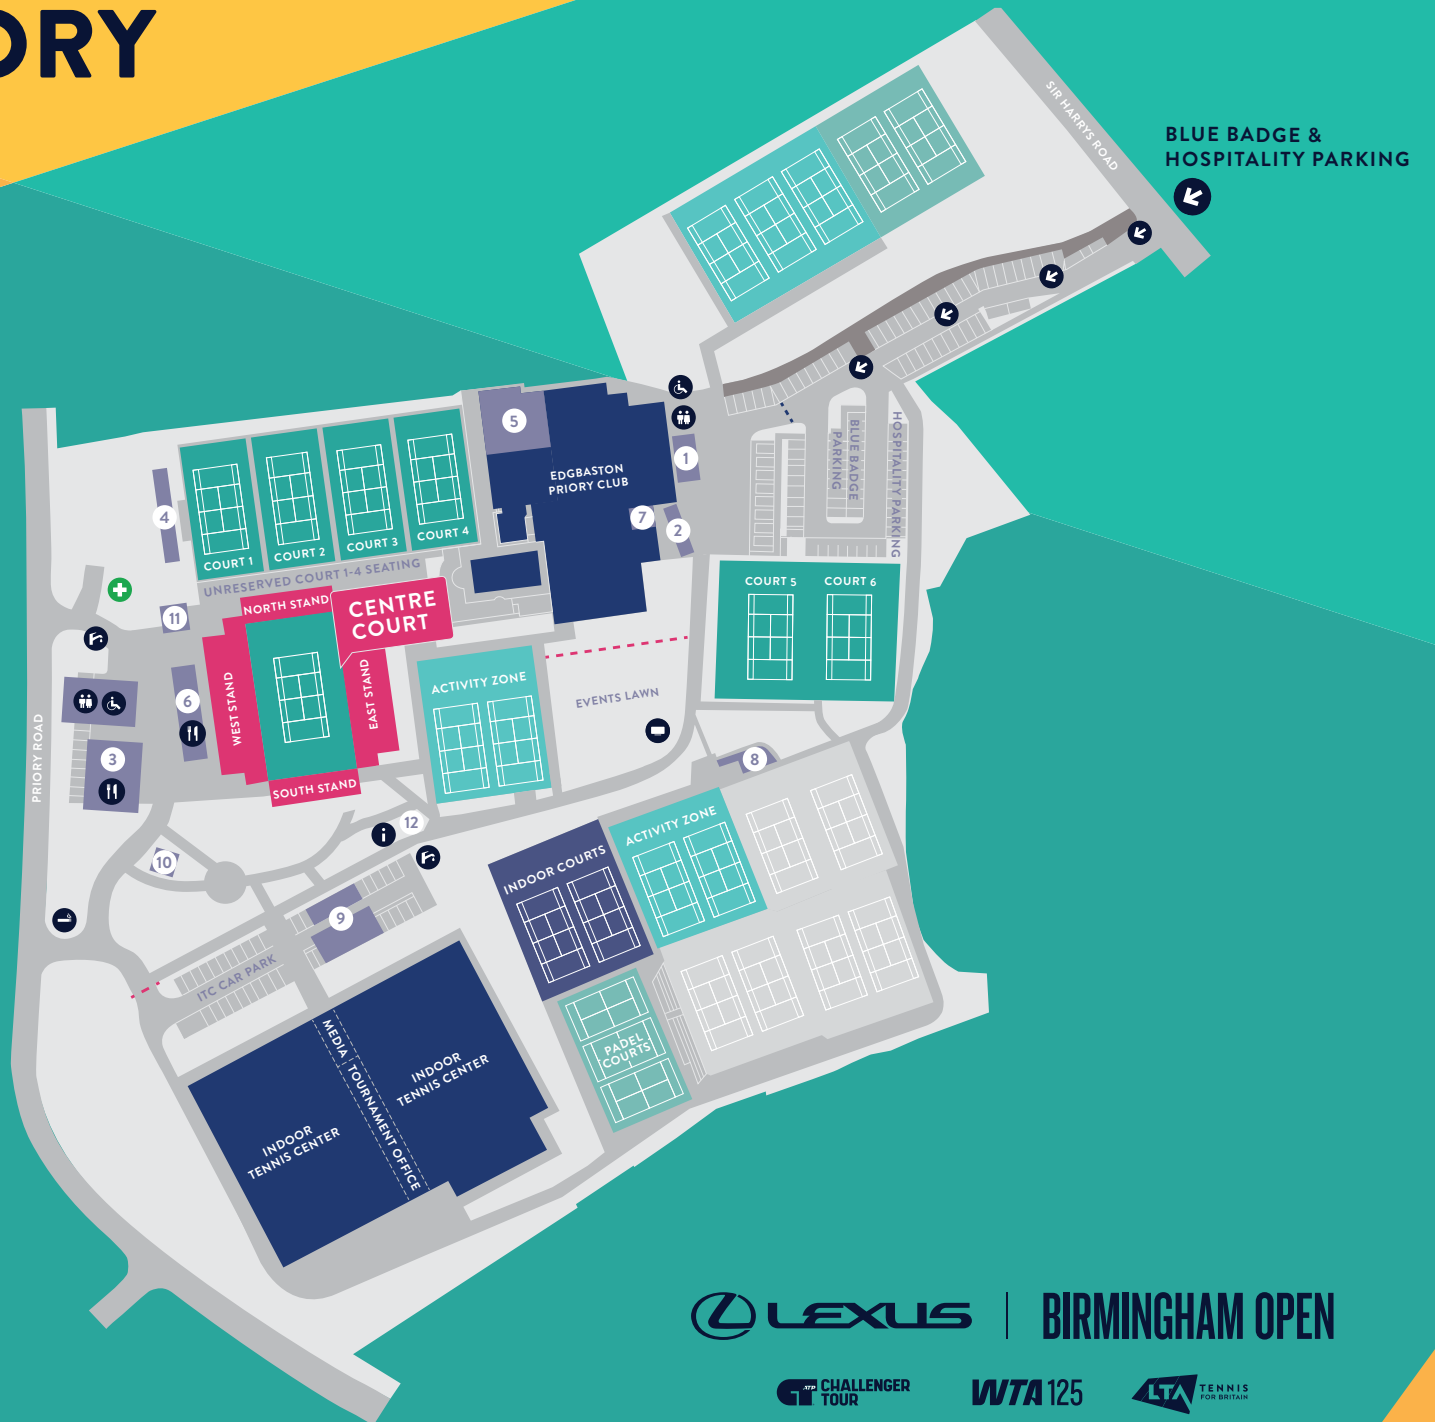 ORY
SIR HARRYS ROAD
BLUE BADGE &
HOSPITALITY PARKING
5
EDGBASTON
PRIORY CLUB
1
7
2
BLUE BADGE
PARKING
HOSPITALITY PARKING
4
COURT 1
COURT 2
COURT 3
COURT 4
UNRESERVED COURT 1-4 SEATING
11
NORTH STAND
CENTRE
COURT
COURT 5
COURT 6
6
WEST STAND
EAST STAND
ACTIVITY ZONE
EVENTS LAWN
PRIORY ROAD
3
SOUTH STAND
8
i
12
10
INDOOR COURTS
ACTIVITY ZONE
9
ITC CAR PARK
MEDIA
TOURNAMENT OFFICE
INDOOR
TENNIS CENTER
PADEL
COURTS
INDOOR
TENNIS CENTER
LEXUS
BIRMINGHAM OPEN
ATP
CHALLENGER
TOUR
WTA 125
LTA
TENNIS
FOR BRITAIN